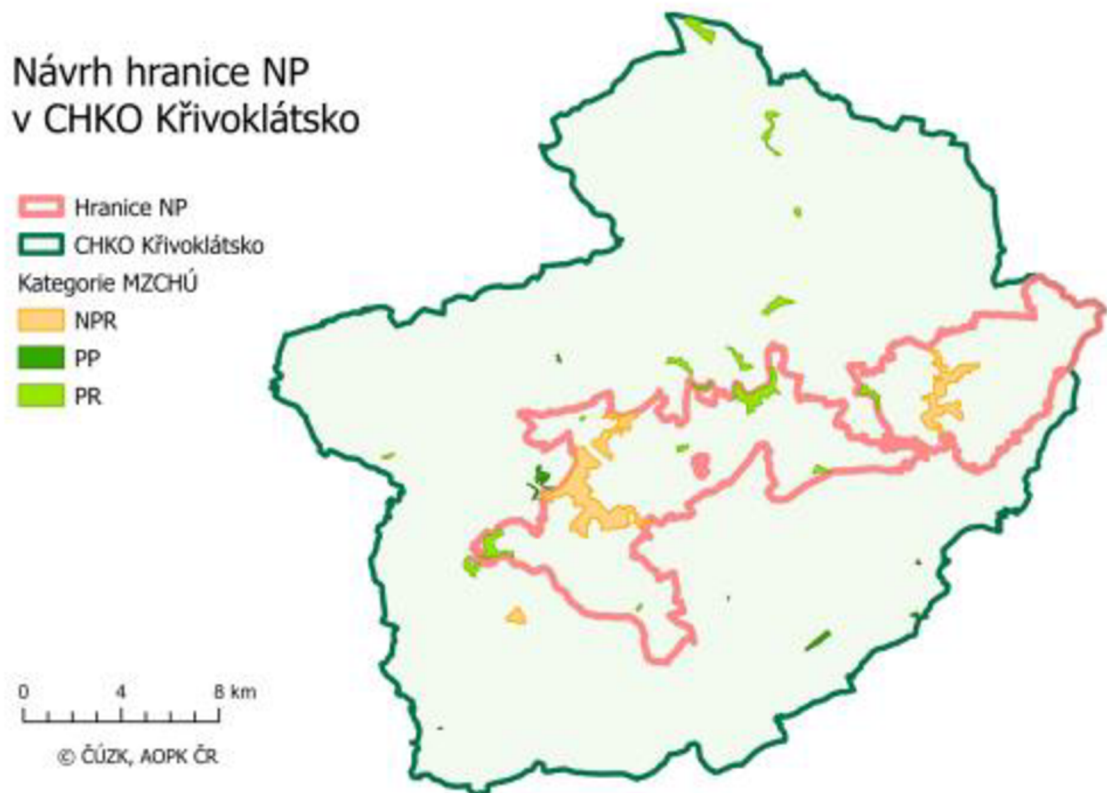 Návrh hranice NP
v CHKO Křivoklátsko
Hranice NP
CHKO Křivoklátsko
Kategorie MZCHÚ
NPR
PP
PR
0 4 8 km
© ČÚZK, AOPK ČR